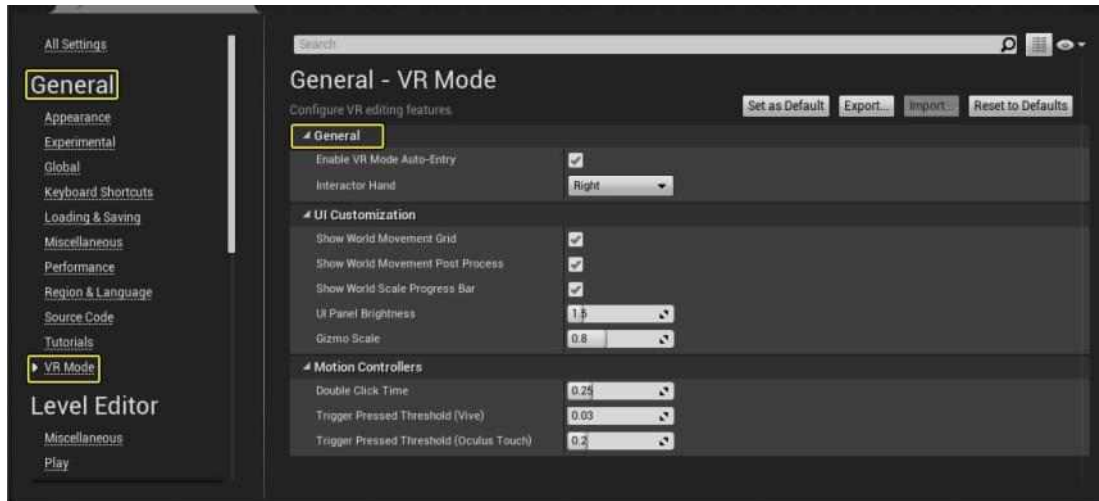 All Settings
General
Appearance
Experimental
Global
Keyboard Shortcuts
Loading & Saving
Miscellaneous
Performance
Region & Language
Source Code
Tutorials
VR Mode
Level Editor
Miscellaneous
Play
Search
General - VR Mode
Configure VR editing features.
Set as Default Export... Import... Reset to Defaults
General
Enable VR Mode Auto-Entry
Interactor Hand Right
UI Customization
Show World Movement Grid
Show World Movement Post Process
Show World Scale Progress Bar
UI Panel Brightness 1.5
Gizmo Scale 0.8
Motion Controllers
Double Click Time 0.25
Trigger Pressed Threshold (Vive) 0.03
Trigger Pressed Threshold (Oculus Touch) 0.2